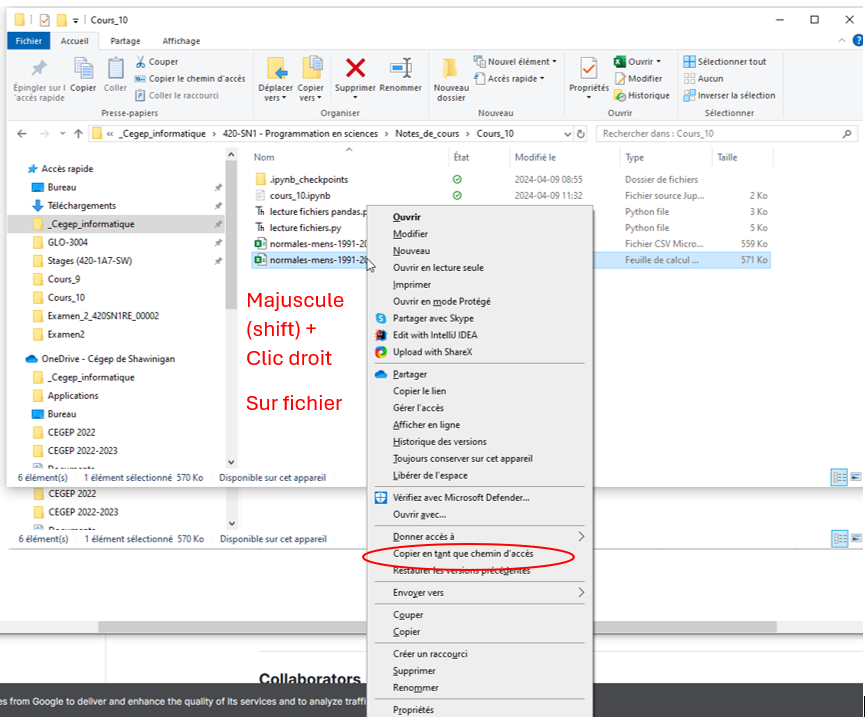 Cours_10
Fichier Accueil Partage Affichage
Épingler sur l'accès rapide
Copier
Coller
Couper
Copier le chemin d'accès
Coller le raccourci
Presse-papiers
Déplacer vers
Copier vers
Supprimer
Renommer
Organiser
Nouveau dossier
Nouvel élément
Accès rapide
Nouveau
Propriétés
Ouvrir
Modifier
Historique
Ouvrir
Sélectionner tout
Aucun
Inverser la sélection
Sélectionner
« _Cegep_informatique > 420-SN1 - Programmation en sciences > Notes_de_cours > Cours_10
Rechercher dans : Cours_10
Nom État Modifié le Type Taille
.ipynb_checkpoints 2024-04-09 08:55 Dossier de fichiers
cours_10.ipynb 2024-04-09 11:32 Fichier source Jup... 2 Ko
lecture fichiers pandas.p Python file 3 Ko
lecture fichiers.py Python file 5 Ko
normales-mens-1991-20 Fichier CSV Micro... 559 Ko
normales-mens-1991-20 Feuille de calcul ... 571 Ko
Accès rapide
Bureau
Téléchargements
_Cegep_informatique
GLO-3004
Stages (420-1A7-SW)
Cours_9
Cours_10
Examen_2_420SN1RE_00002
Examen2
OneDrive - Cégep de Shawinigan
_Cegep_informatique
Applications
Bureau
CEGEP 2022
CEGEP 2022-2023
Documents
6 élément(s) 1 élément sélectionné 570 Ko Disponible sur cet appareil
CEGEP 2022
CEGEP 2022-2023
Documents
6 élément(s) 1 élément sélectionné 570 Ko Disponible sur cet appareil
Majuscule
(shift) +
Clic droit
Sur fichier
Ouvrir
Modifier
Nouveau
Ouvrir en lecture seule
Imprimer
Ouvrir en mode Protégé
Partager avec Skype
Edit with IntelliJ IDEA
Upload with ShareX
Partager
Copier le lien
Gérer l'accès
Afficher en ligne
Historique des versions
Toujours conserver sur cet appareil
Libérer de l'espace
Vérifiez avec Microsoft Defender...
Ouvrir avec...
Donner accès à
Copier en tant que chemin d'accès
Restaurer les versions précédentes
Envoyer vers
Couper
Copier
Créer un raccourci
Supprimer
Renommer
Propriétés
Collaborators
es from Google to deliver and enhance the quality of its services and to analyze traffi